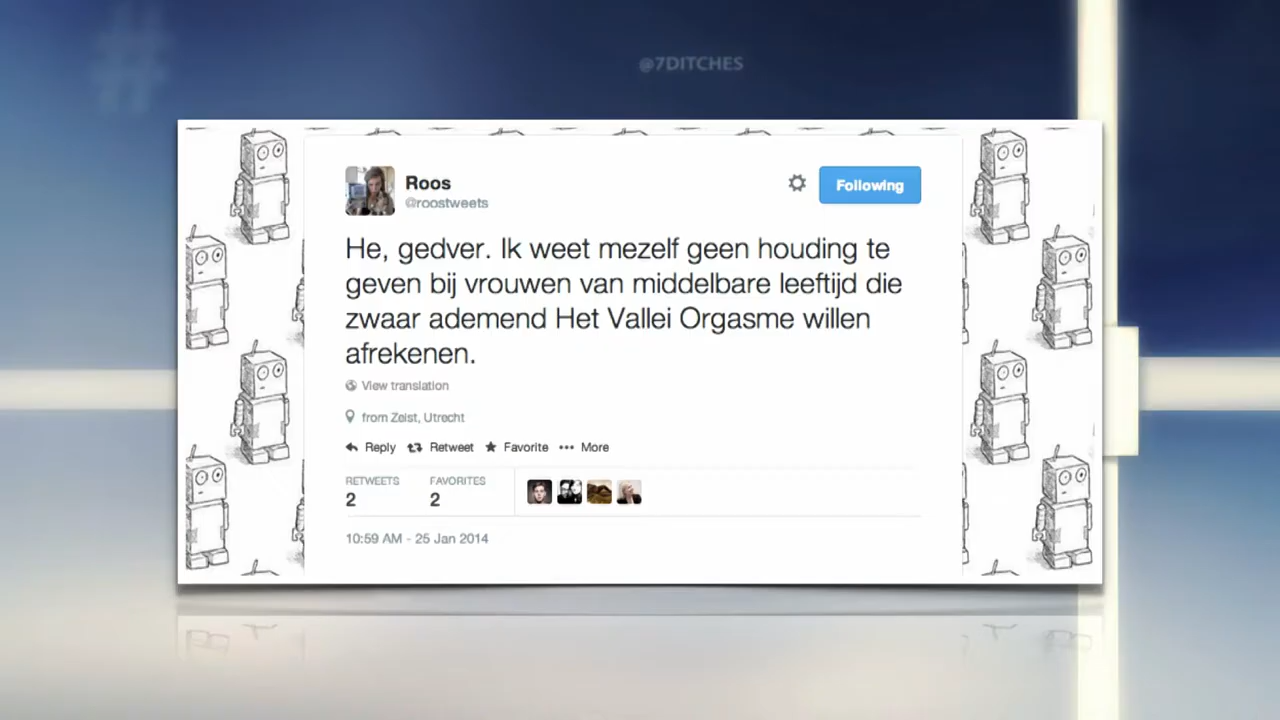 #
@7DITCHES
Roos
@roostweets
Following
He, gedver. Ik weet mezelf geen houding te
geven bij vrouwen van middelbare leeftijd die
zwaar ademend Het Vallei Orgasme willen
afrekenen.
View translation
from Zeist, Utrecht
Reply Retweet Favorite More
RETWEETS FAVORITES
2 2
10:59 AM - 25 Jan 2014